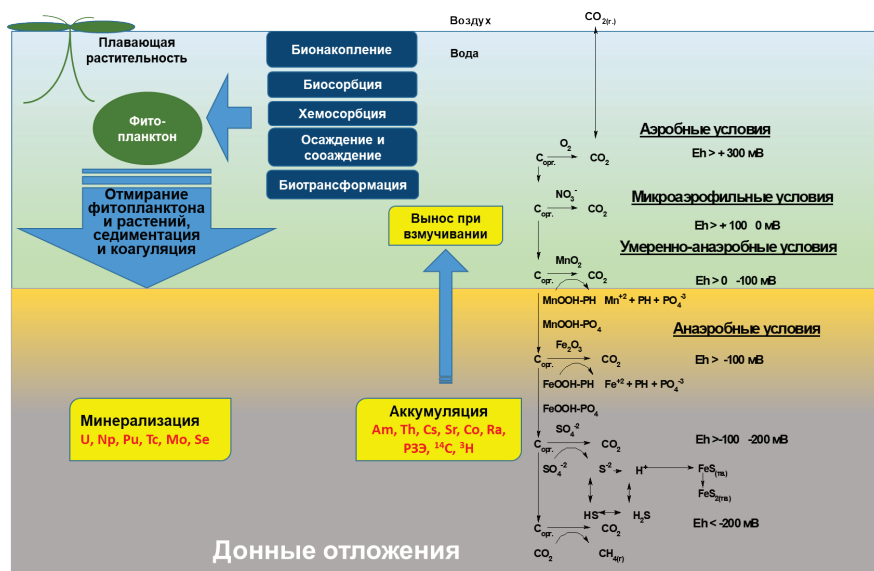 Воздух
CO2(г.)
Плавающая
растительность
Вода
Бионакопление
Биосорбция
Хемосорбция
Осаждение и
сооаждение
Биотрансформация
Фито-
планктон
Отмирание
фитопланктона
и растений,
седиментация
и коагуляция
Вынос при
взмучивании
Аэробные условия
O2
Cорг. CO2
Eh > + 300 мВ
Микроаэрофильные условия
NO3-
Cорг. CO2
Eh > + 100 0 мВ
Умеренно-анаэробные условия
MnO2
Cорг. CO2
Eh > 0 -100 мВ
MnOOH-PH Mn+2 + PH + PO4-3
MnOOH-PO4
Анаэробные условия
Fe2O3
Cорг. CO2
Eh > -100 мВ
FeOOH-PH Fe+2 + PH + PO4-3
FeOOH-PO4
SO4-2
Cорг. CO2
Eh >-100 -200 мВ
SO4-2 S-2 H+ FeS(тв.)
FeS2(тв.)
HS H2S
Cорг. CO2
Eh < -200 мВ
CO2 CH4(г)
Минерализация
U, Np, Pu, Tc, Mo, Se
Аккумуляция
Am, Th, Cs, Sr, Co, Ra,
РЗЭ, 14C, 3H
Донные отложения